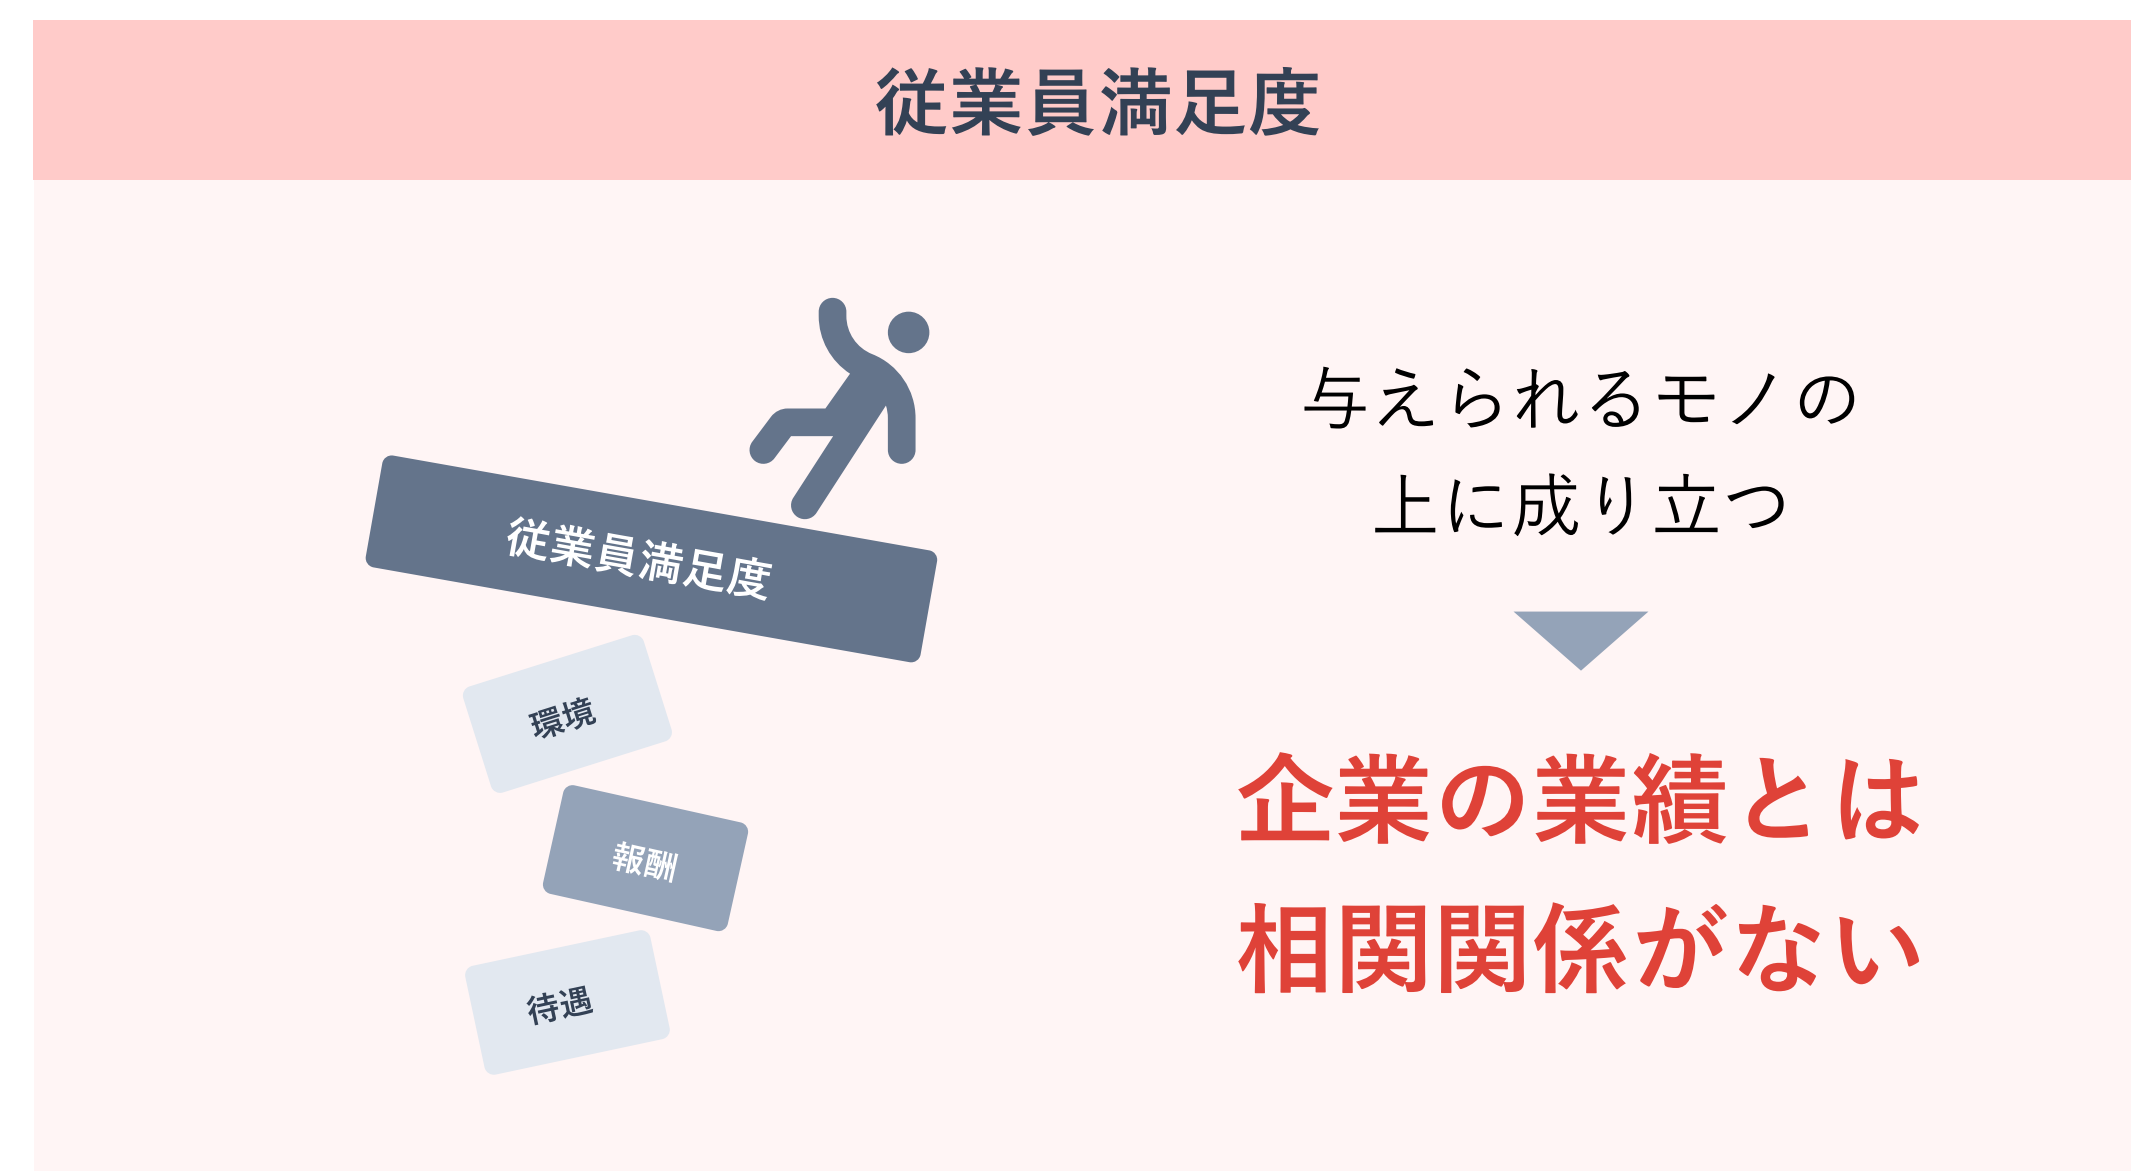 従業員満足度
従業員満足度
環境
報酬
待遇
与えられるモノの
上に成り立つ
企業の業績とは
相関関係がない